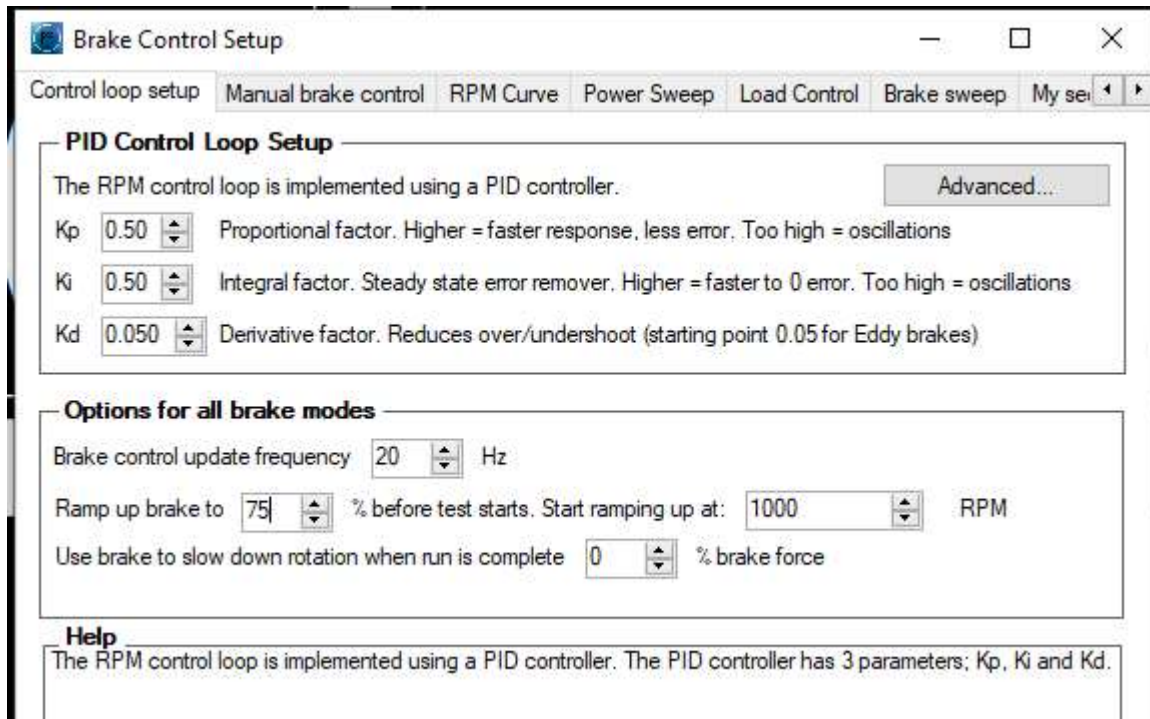 Brake Control Setup
Control loop setup Manual brake control RPM Curve Power Sweep Load Control Brake sweep My se
PID Control Loop Setup
The RPM control loop is implemented using a PID controller. Advanced...
Kp 0.50 Proportional factor. Higher = faster response, less error. Too high = oscillations
Ki 0.50 Integral factor. Steady state error remover. Higher = faster to 0 error. Too high = oscillations
Kd 0.050 Derivative factor. Reduces over/undershoot (starting point 0.05 for Eddy brakes)
Options for all brake modes
Brake control update frequency 20 Hz
Ramp up brake to 75 % before test starts. Start ramping up at: 1000 RPM
Use brake to slow down rotation when run is complete 0 % brake force
Help
The RPM control loop is implemented using a PID controller. The PID controller has 3 parameters; Kp, Ki and Kd.